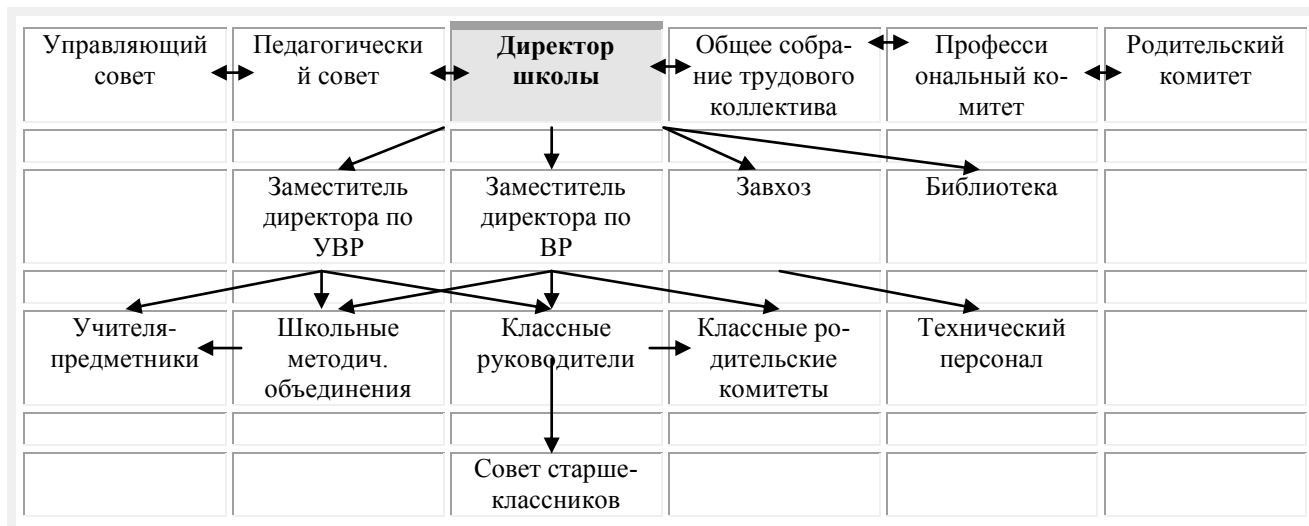 Управляющий
совет
Педагогически
й совет
Директор
школы
Общее собра-
ние трудового
коллектива
Професси
ональный ко-
митет
Родительский
комитет
Заместитель
директора по
УВР
Заместитель
директора по
ВР
Завхоз
Библиотека
Учителя-
предметники
Школьные
методич.
объединения
Классные
руководители
Классные ро-
дительские
комитеты
Технический
персонал
Совет старше-
классников